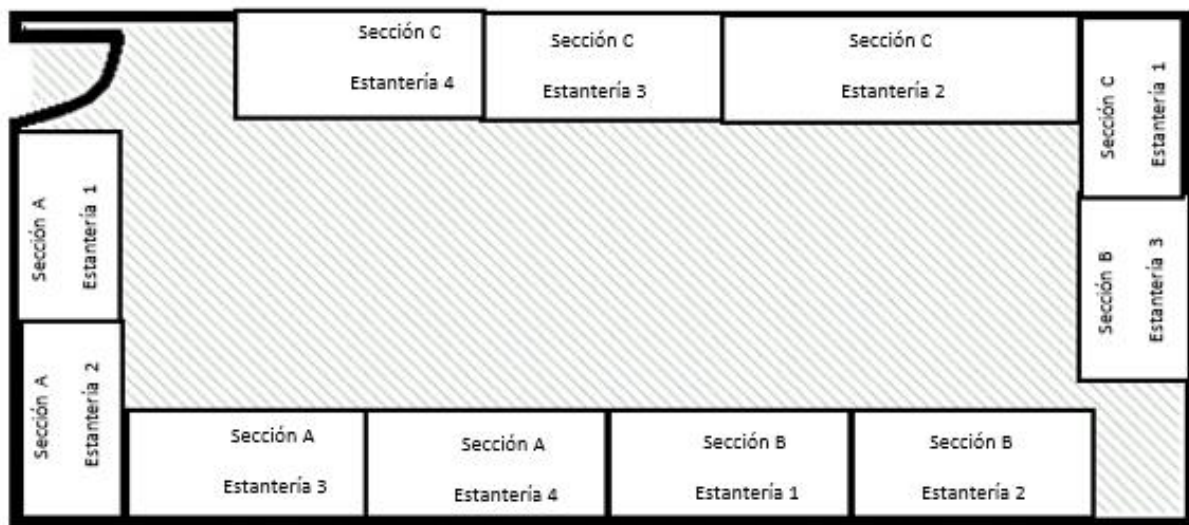 Sección C
Estantería 4
Sección C
Estantería 3
Sección C
Estantería 2
Sección C
Estantería 1
Sección A
Estantería 1
Sección B
Estantería 3
Sección A
Estantería 2
Sección A
Estantería 3
Sección A
Estantería 4
Sección B
Estantería 1
Sección B
Estantería 2